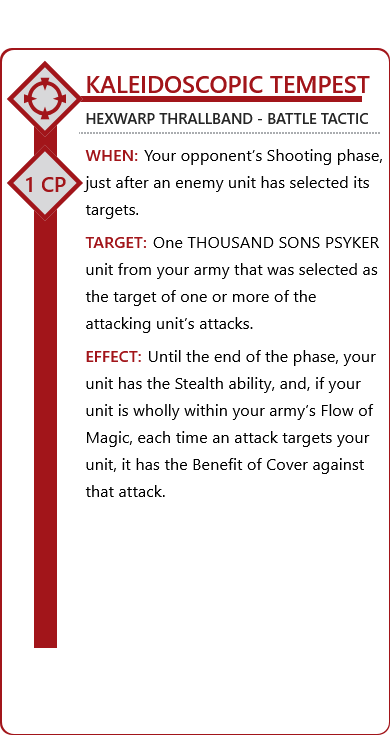 KALEIDOSCOPIC TEMPEST
HEXWARP THRALLBAND - BATTLE TACTIC
1 CP
WHEN: Your opponent’s Shooting phase,
just after an enemy unit has selected its
targets.
TARGET: One THOUSAND SONS PSYKER
unit from your army that was selected as
the target of one or more of the
attacking unit’s attacks.
EFFECT: Until the end of the phase, your
unit has the Stealth ability, and, if your
unit is wholly within your army’s Flow of
Magic, each time an attack targets your
unit, it has the Benefit of Cover against
that attack.